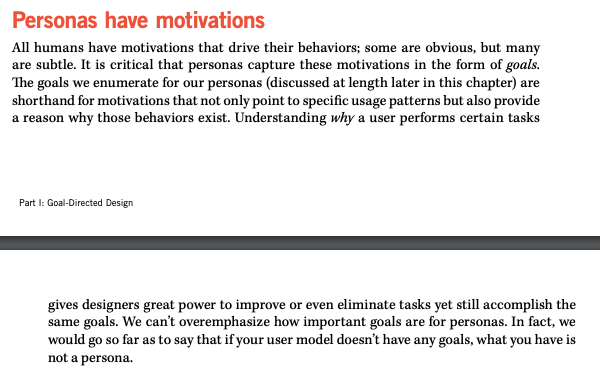 Personas have motivations
All humans have motivations that drive their behaviors; some are obvious, but many
are subtle. It is critical that personas capture these motivations in the form of goals.
The goals we enumerate for our personas (discussed at length later in this chapter) are
shorthand for motivations that not only point to specific usage patterns but also provide
a reason why those behaviors exist. Understanding why a user performs certain tasks
Part I: Goal-Directed Design
gives designers great power to improve or even eliminate tasks yet still accomplish the
same goals. We can’t overemphasize how important goals are for personas. In fact, we
would go so far as to say that if your user model doesn’t have any goals, what you have is
not a persona.